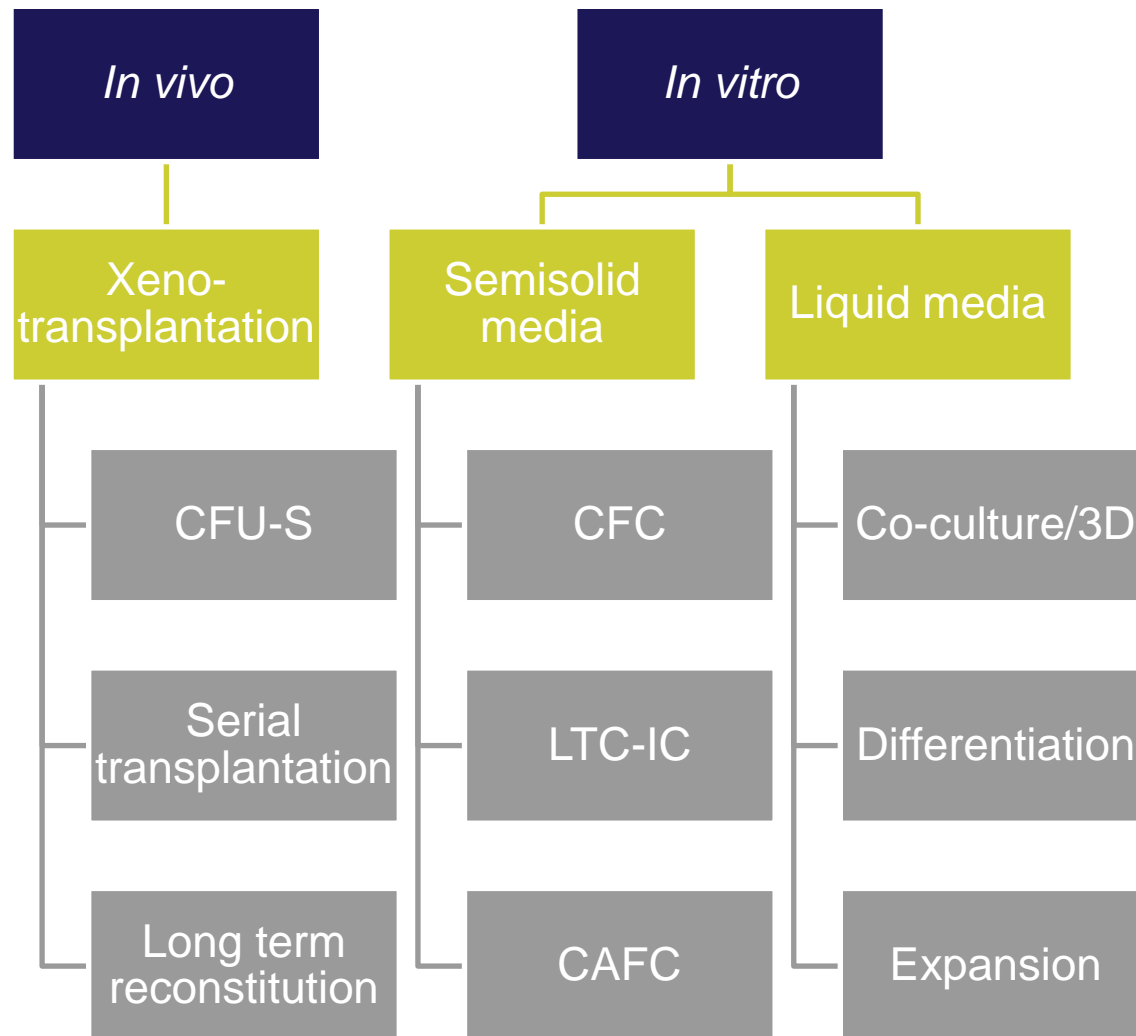 In vivo
In vitro
Xeno-
transplantation
Semisolid
media
Liquid media
CFU-S
CFC
Co-culture/3D
Serial
transplantation
LTC-IC
Differentiation
Long term
reconstitution
CAFC
Expansion